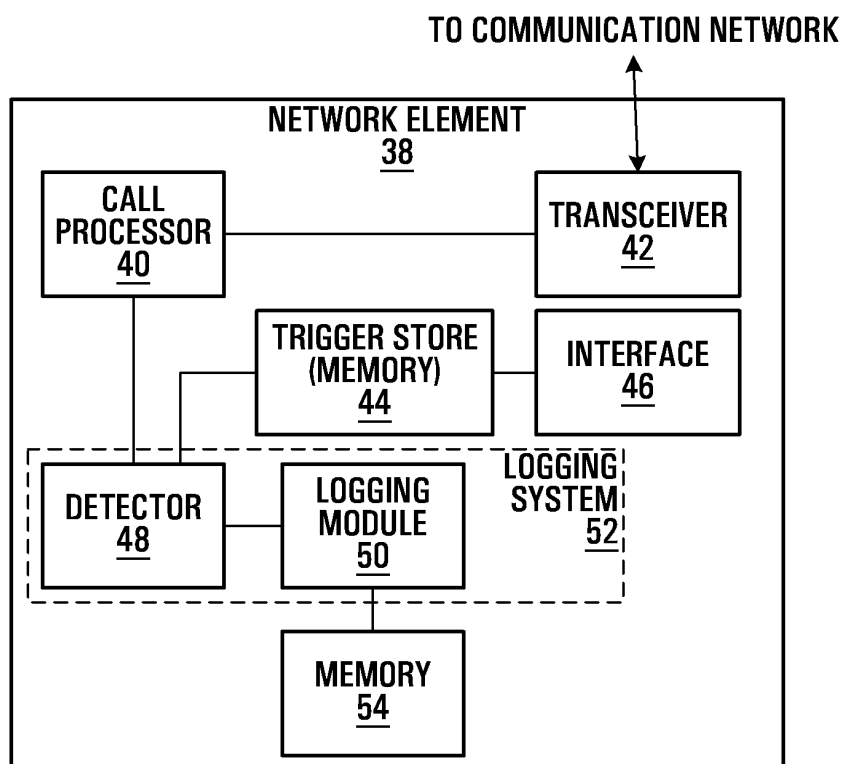 TO COMMUNICATION NETWORK
NETWORK ELEMENT
38
CALL
PROCESSOR
40
TRANSCEIVER
42
TRIGGER STORE
(MEMORY)
44
INTERFACE
46
DETECTOR
48
LOGGING
MODULE
50
LOGGING
SYSTEM
52
MEMORY
54